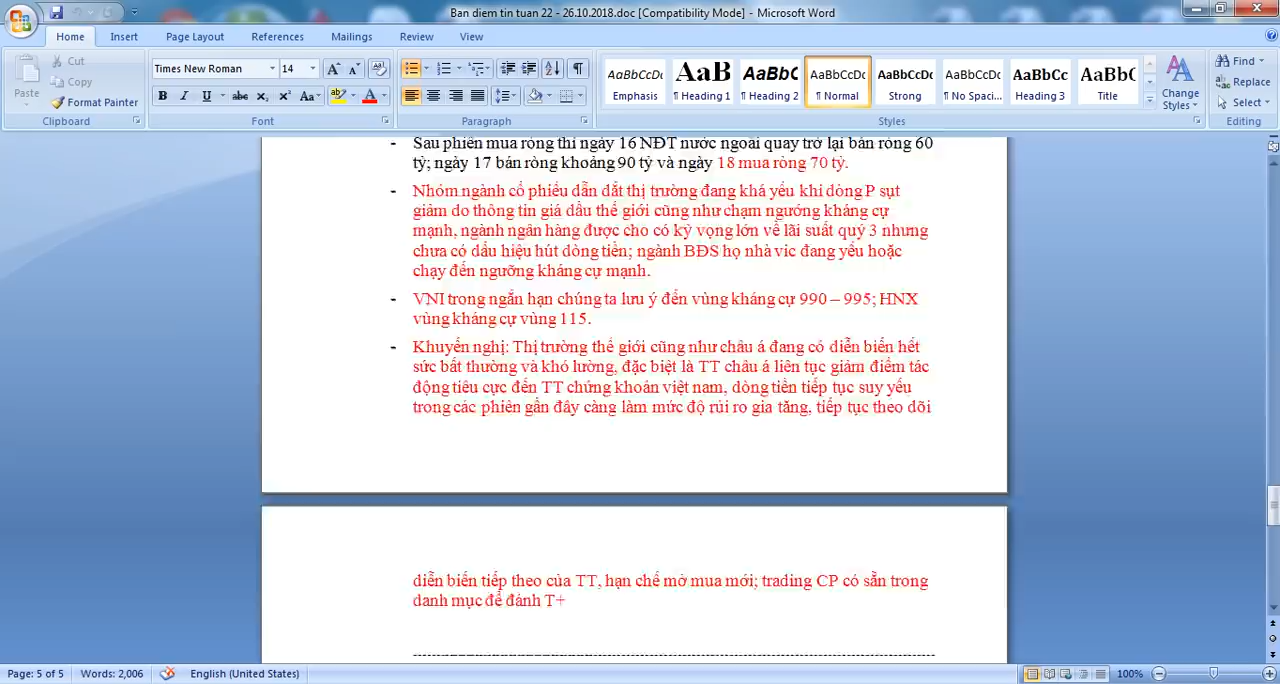 Ban diem tin tuan 22 - 26.10.2018.doc [Compatibility Mode] - Microsoft Word
Home Insert Page Layout References Mailings Review View
Cut
Copy
Format Painter
Paste
Clipboard
Times New Roman 14
Font
Paragraph
AaBbCcDc AaB AaBbC AaBbCcDc AaBbCcDc AaBbCcDc AaBbCc AaBbC
Emphasis ¶ Heading 1 ¶ Heading 2 ¶ Normal Strong ¶ No Spaci... Heading 3 Title
Change Styles
Styles
Find
Replace
Select
Editing
- Sau phiên mua ròng thì ngày 16 NĐT nước ngoài quay trở lại bán ròng 60
tỷ; ngày 17 bán ròng khoảng 90 tỷ và ngày 18 mua ròng 70 tỷ.
- Nhóm ngành cổ phiếu dẫn dắt thị trường đang khá yếu khi dòng P sụt
giảm do thông tin giá dầu thế giới cũng như chạm ngưỡng kháng cự
mạnh, ngành ngân hàng được cho có kỳ vọng lớn về lãi suất quý 3 nhưng
chưa có dấu hiệu hút dòng tiền; ngành BĐS họ nhà vic đang yếu hoặc
chạy đến ngưỡng kháng cự mạnh.
- VNI trong ngắn hạn chúng ta lưu ý đến vùng kháng cự 990 – 995; HNX
vùng kháng cự vùng 115.
- Khuyến nghị: Thị trường thế giới cũng như châu á đang có diễn biến hết
sức bất thường và khó lường, đặc biệt là TT châu á liên tục giảm điểm tác
động tiêu cực đến TT chứng khoán việt nam, dòng tiền tiếp tục suy yếu
trong các phiên gần đây càng làm mức độ rủi ro gia tăng, tiếp tục theo dõi
diễn biến tiếp theo của TT, hạn chế mở mua mới; trading CP có sẵn trong
danh mục để đánh T+
Page: 5 of 5 Words: 2,006 English (United States) 100%